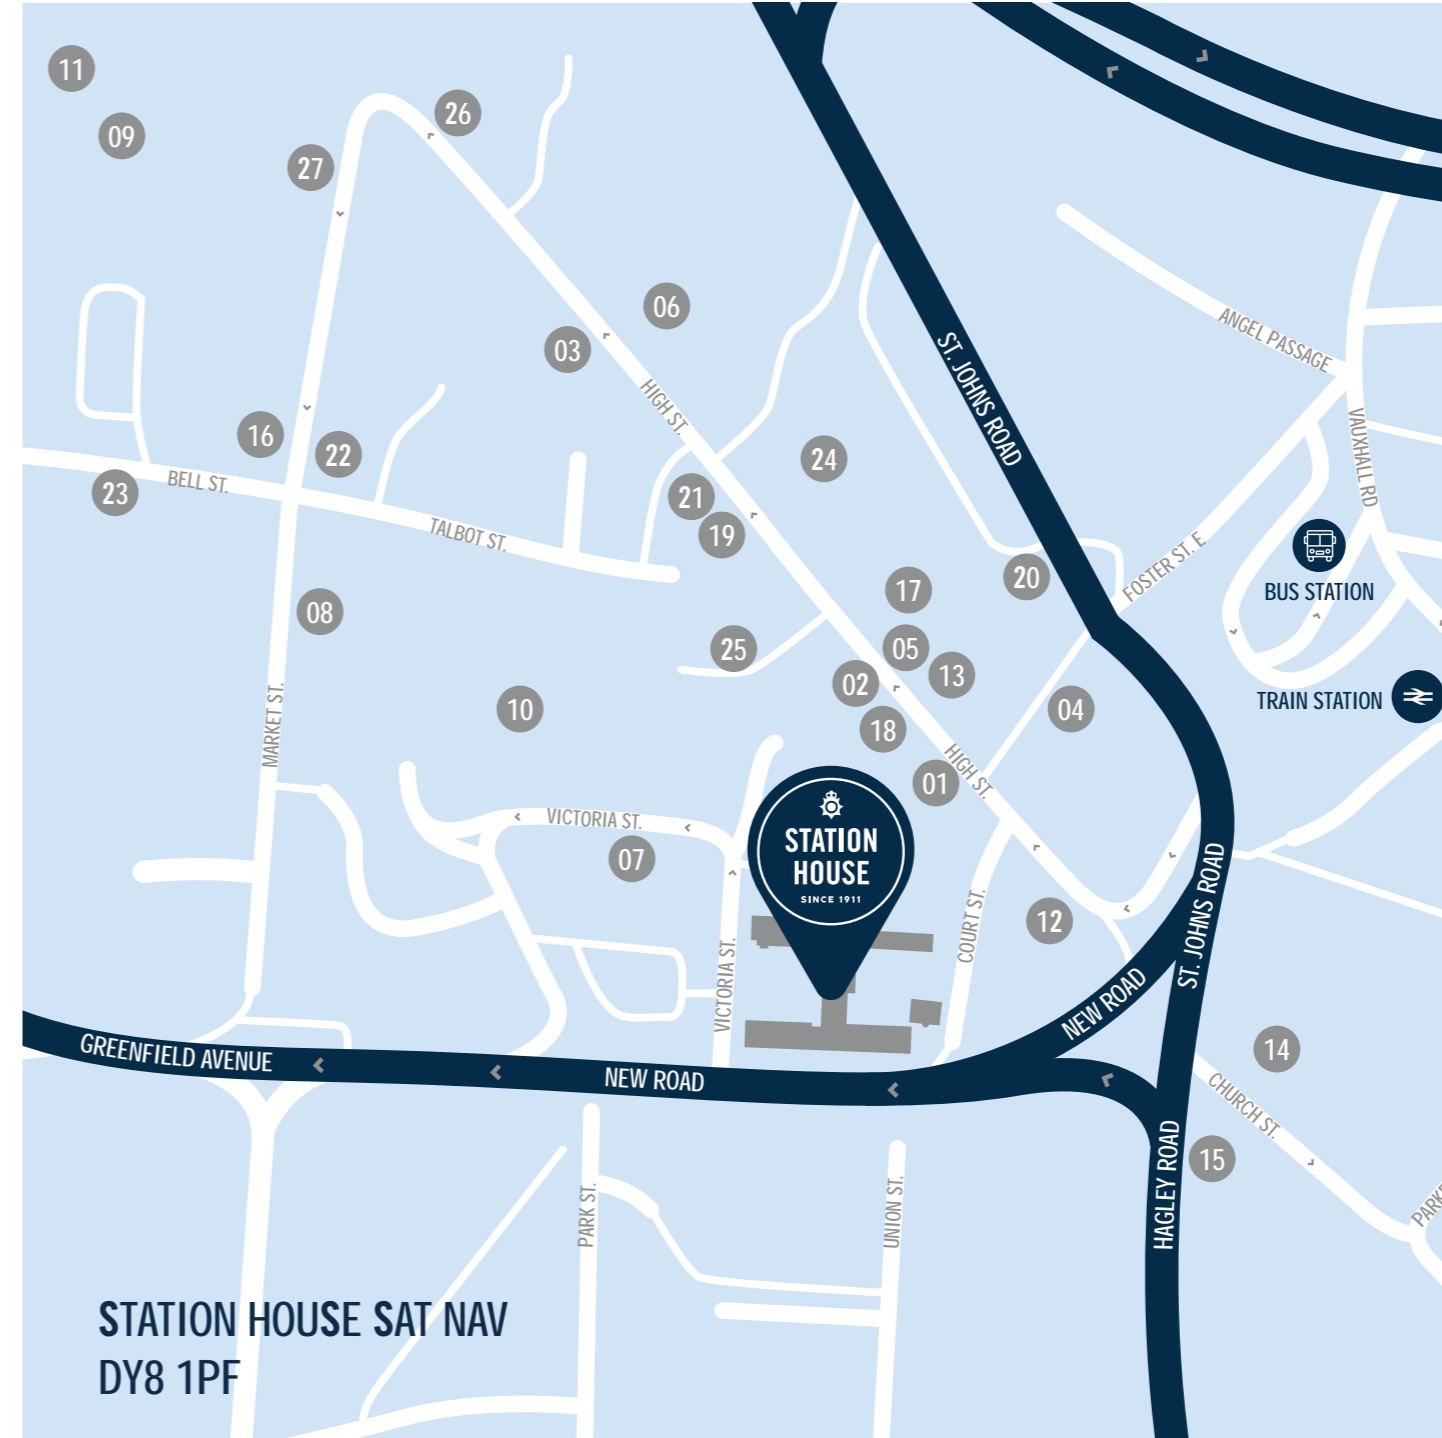 11
26
09
27
06
03
ANGEL PASSAGE
ST. JOHNS ROAD
HIGH ST.
16
22
24
VAUXHALL RD
23
BELL ST.
21
19
TALBOT ST.
FOSTER ST. E
BUS STATION
20
17
08
25
05
13
02
TRAIN STATION
10
04
18
MARKET ST.
HIGH ST.
01
VICTORIA ST.
07
STATION
HOUSE
SINCE 1911
12
COURT ST.
ST. JOHNS ROAD
VICTORIA ST.
NEW ROAD
GREENFIELD AVENUE
NEW ROAD
14
CHURCH ST.
15
HAGLEY ROAD
PARK ST.
UNION ST.
PARK
STATION HOUSE SAT NAV
DY8 1PF